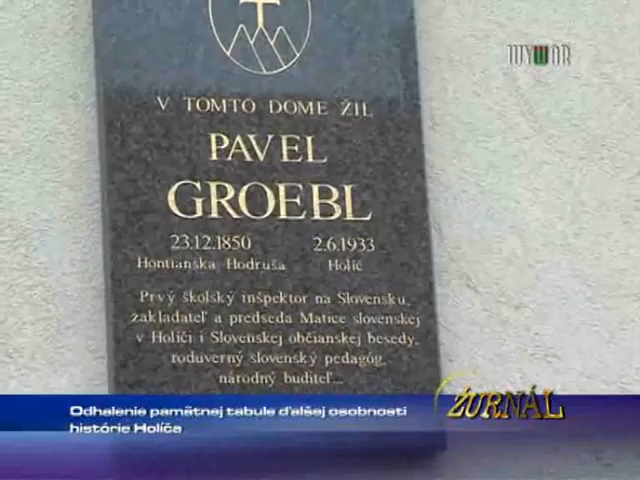 UYWAR
V TOMTO DOME ŽIL
PAVEL
GROEBL
23.12.1850 2.6.1933
Hontianska Hodruša Holíč
Prvý školský inšpektor na Slovensku,
zakladateľ a predseda Matice slovenskej
v Holíči i Slovenskej občianskej besedy,
roduverný slovenský pedagóg,
národný buditeľ...
Odhalenie pamätnej tabule ďalšej osobnosti
histórie Holíča
ŽURNÁL